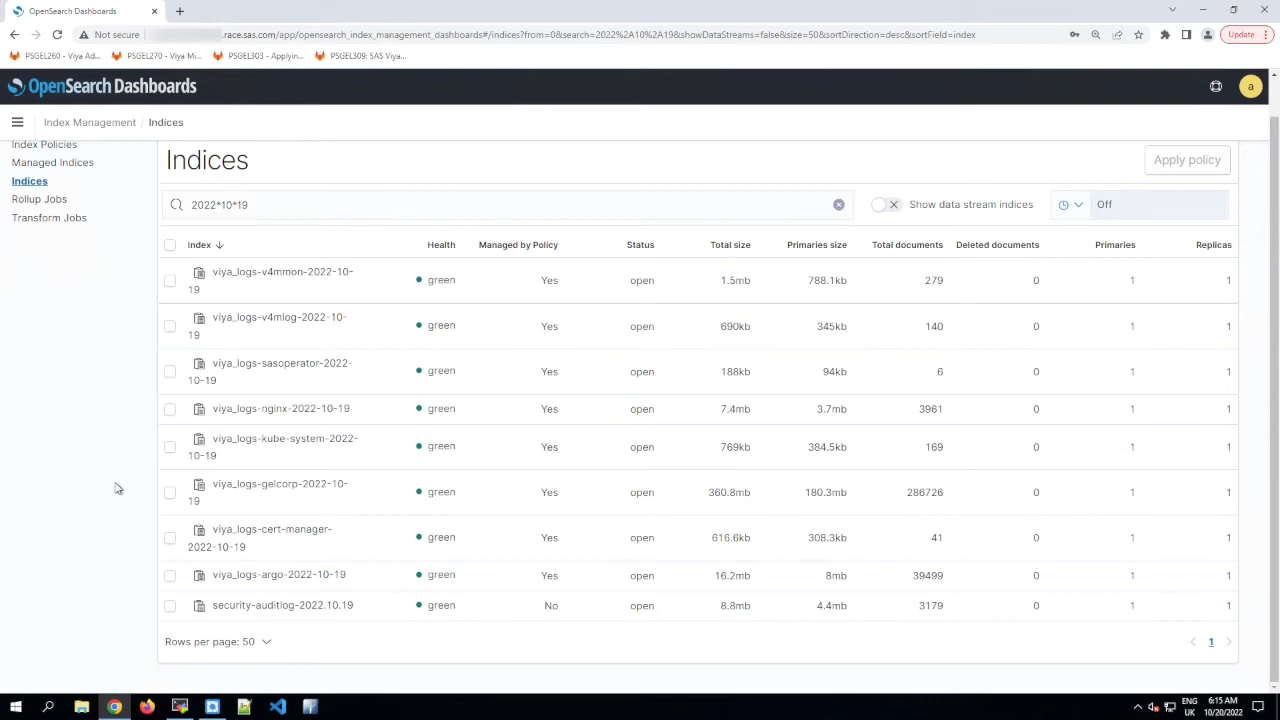 OpenSearch Dashboards
Not secure
.race.sas.com/app/opensearch_index_management_dashboards#/indices?from=0&search=2022%2A10%2A19&showDataStreams=false&size=50&sortDirection=desc&sortField=index
Update
PSGEL260 - Viya Ad...
PSGEL270 - Viya Mi...
PSGEL303 - Applyin...
PSGEL309: SAS Viya...
OpenSearch Dashboards
a
Index Management / Indices
Index Policies
Managed Indices
Indices
Rollup Jobs
Transform Jobs
Indices
Apply policy
2022*10*19
Show data stream indices
Off
Index Health Managed by Policy Status Total size Primaries size Total documents Deleted documents Primaries Replicas
viya_logs-v4mmon-2022-10-
19
green Yes open 1.5mb 788.1kb 279 0 1 1
viya_logs-v4mlog-2022-10-
19
green Yes open 690kb 345kb 140 0 1 1
viya_logs-sasoperator-2022-
10-19
green Yes open 188kb 94kb 6 0 1 1
viya_logs-nginx-2022-10-19 green Yes open 7.4mb 3.7mb 3961 0 1 1
viya_logs-kube-system-2022-
10-19
green Yes open 769kb 384.5kb 169 0 1 1
viya_logs-gelcorp-2022-10-
19
green Yes open 360.8mb 180.3mb 286726 0 1 1
viya_logs-cert-manager-
2022-10-19
green Yes open 616.6kb 308.3kb 41 0 1 1
viya_logs-argo-2022-10-19 green Yes open 16.2mb 8mb 39499 0 1 1
security-auditlog-2022.10.19 green No open 8.8mb 4.4mb 3179 0 1 1
Rows per page: 50
1
ENG
UK
6:15 AM
10/20/2022